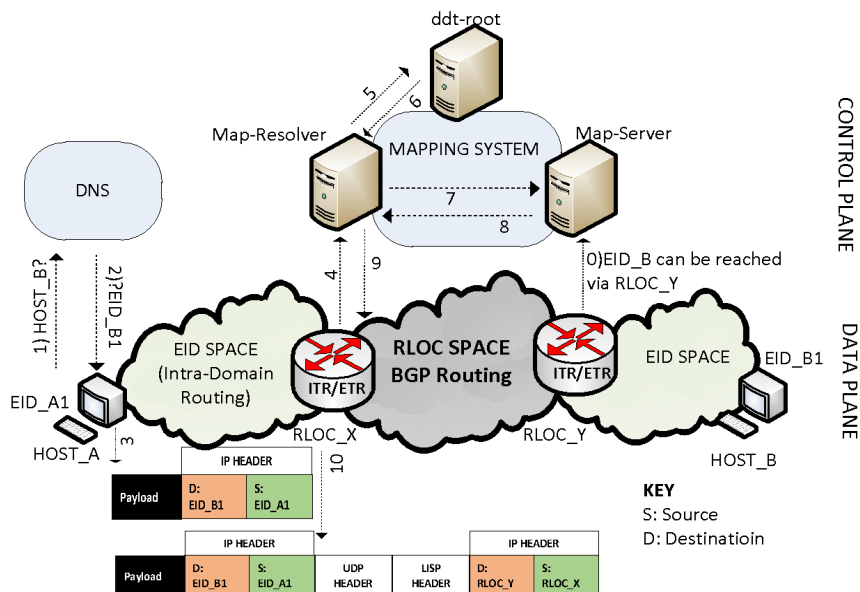 ddt-root
5
6
Map-Resolver
Map-Server
MAPPING SYSTEM
CONTROL PLANE
DNS
7
8
1) HOST_B?
2)?EID_B1
4
9
0)EID_B can be reached
via RLOC_Y
EID SPACE
(Intra-Domain
Routing)
RLOC SPACE
BGP Routing
EID SPACE
EID_B1
DATA PLANE
ITR/ETR
ITR/ETR
EID_A1
HOST_A
3
RLOC_X
10
RLOC_Y
HOST_B
IP HEADER
Payload
D:
EID_B1
S:
EID_A1
KEY
S: Source
D: Destinatioin
IP HEADER
IP HEADER
Payload
D:
EID_B1
S:
EID_A1
UDP
HEADER
LISP
HEADER
D:
RLOC_Y
S:
RLOC_X